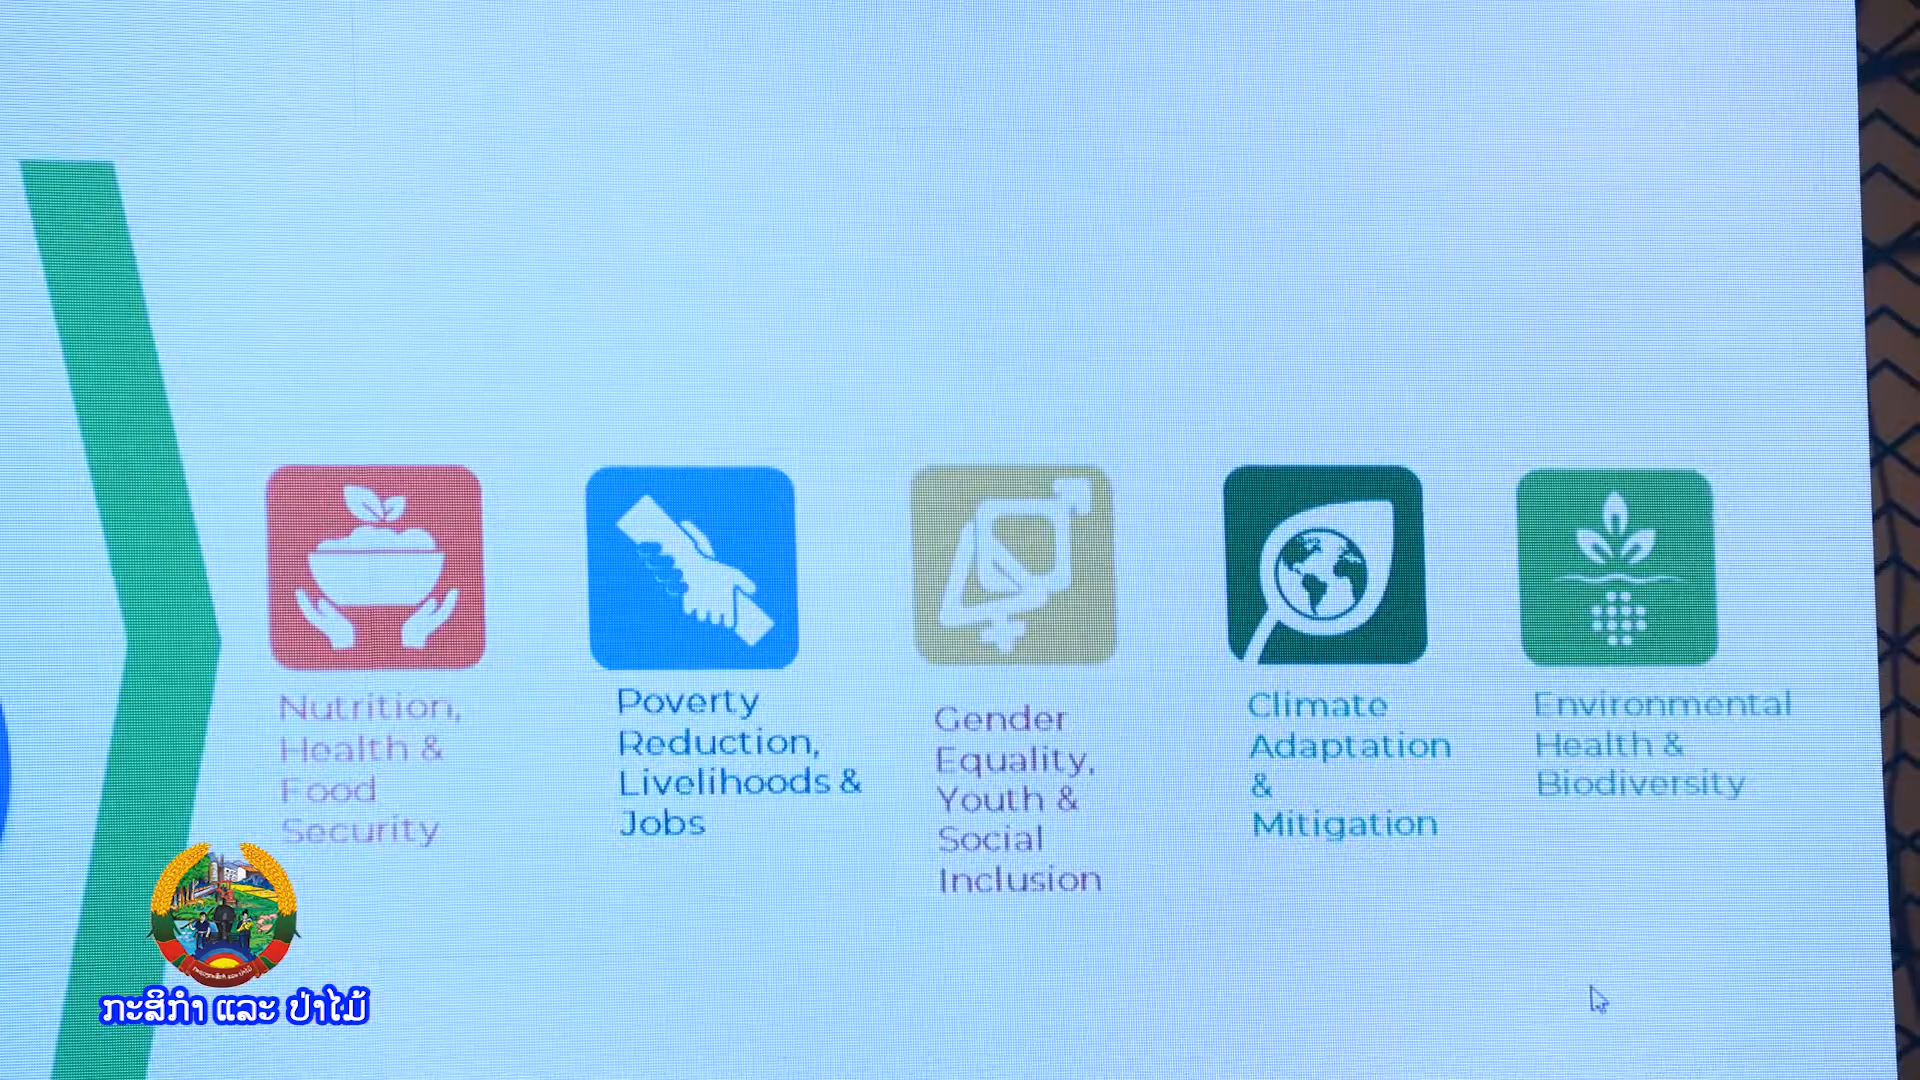 Nutrition,
Health &
Food
Security
Poverty
Reduction,
Livelihoods &
Jobs
Gender
Equality,
Youth &
Social
Inclusion
Climate
Adaptation
&
Mitigation
Environmental
Health &
Biodiversity
ກະສິກຳ ແລະ ປ່າໄມ້